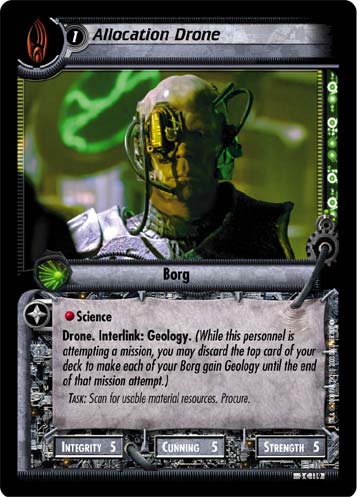 1 Allocation Drone
Borg
Science
Drone. Interlink: Geology. (While this personnel is
attempting a mission, you may discard the top card of your
deck to make each of your Borg gain Geology until the end
of that mission attempt.)
TASK: Scan for usable material resources. Procure.
INTEGRITY 5 CUNNING 5 STRENGTH 5
3 C 119